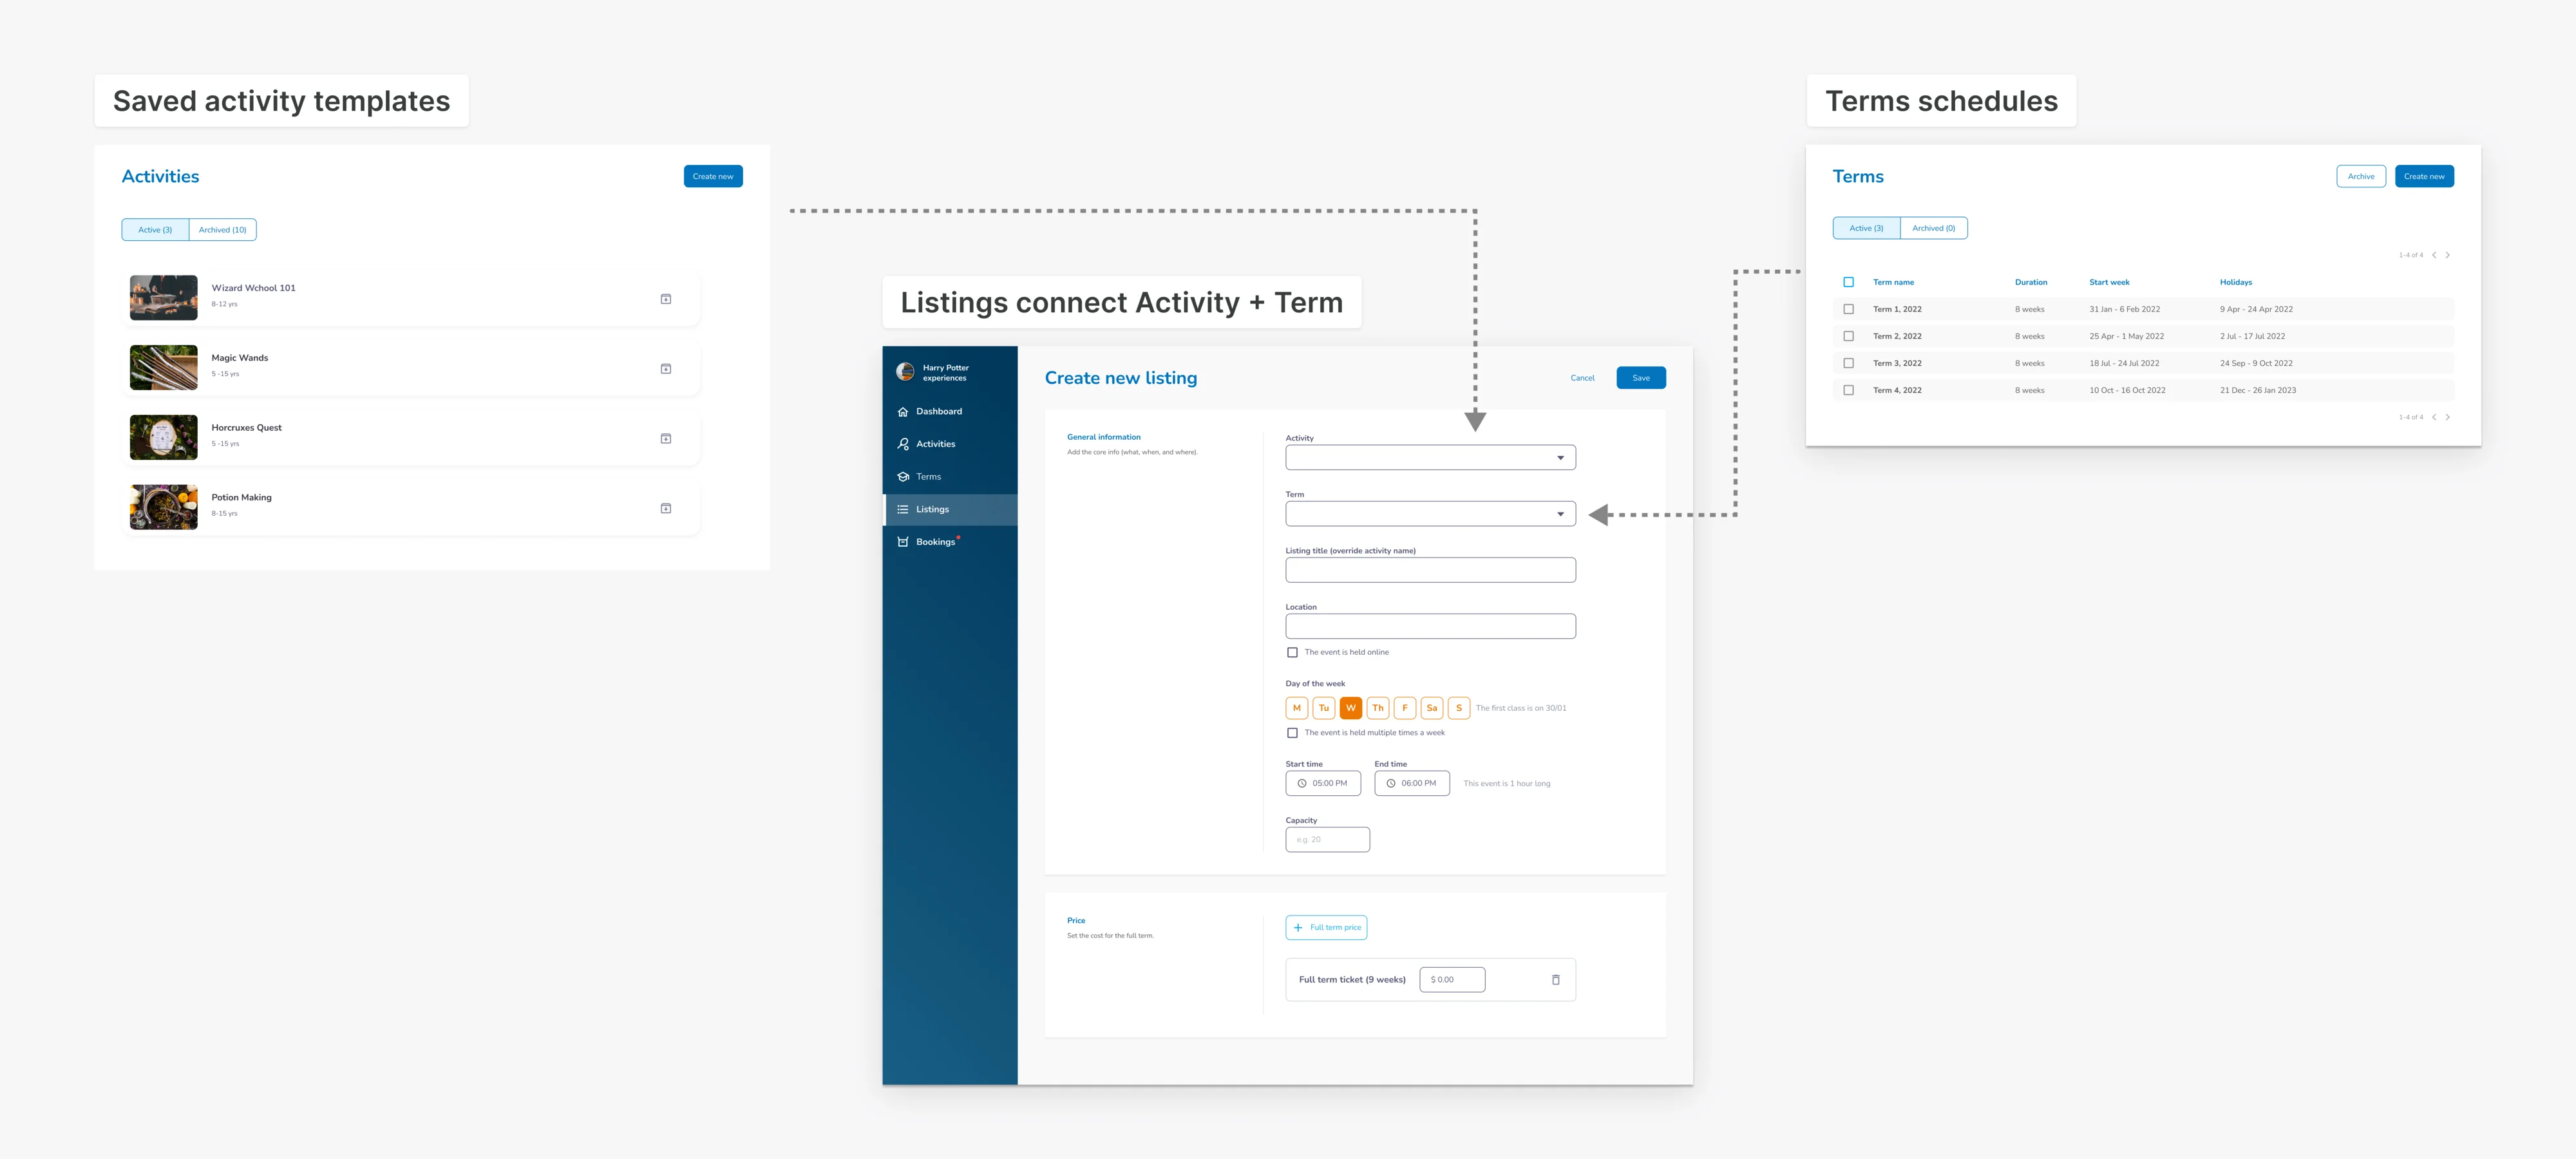 Saved activity templates
Activities
Create new
Active (3)
Archived (10)
Wizard Wchool 101
8-12 yrs
Magic Wands
5 -15 yrs
Horcruxes Quest
5 -15 yrs
Potion Making
8-15 yrs
Listings connect Activity + Term
Harry Potter
experiences
Dashboard
Activities
Terms
Listings
Bookings
Create new listing
Cancel
Save
General information
Add the core info (what, when, and where).
Activity
Term
Listing title (override activity name)
Location
The event is held online
Day of the week
M Tu W Th F Sa S The first class is on 30/01
The event is held multiple times a week
Start time End time
05:00 PM 06:00 PM This event is 1 hour long
Capacity
e.g. 20
Price
Set the cost for the full term.
+ Full term price
Full term ticket (9 weeks) $ 0.00
Terms schedules
Terms
Archive
Create new
Active (3)
Archived (0)
1-4 of 4
Term name Duration Start week Holidays
Term 1, 2022 8 weeks 31 Jan - 6 Feb 2022 9 Apr - 24 Apr 2022
Term 2, 2022 8 weeks 25 Apr - 1 May 2022 2 Jul - 17 Jul 2022
Term 3, 2022 8 weeks 18 Jul - 24 Jul 2022 24 Sep - 9 Oct 2022
Term 4, 2022 8 weeks 10 Oct - 16 Oct 2022 21 Dec - 26 Jan 2023
1-4 of 4